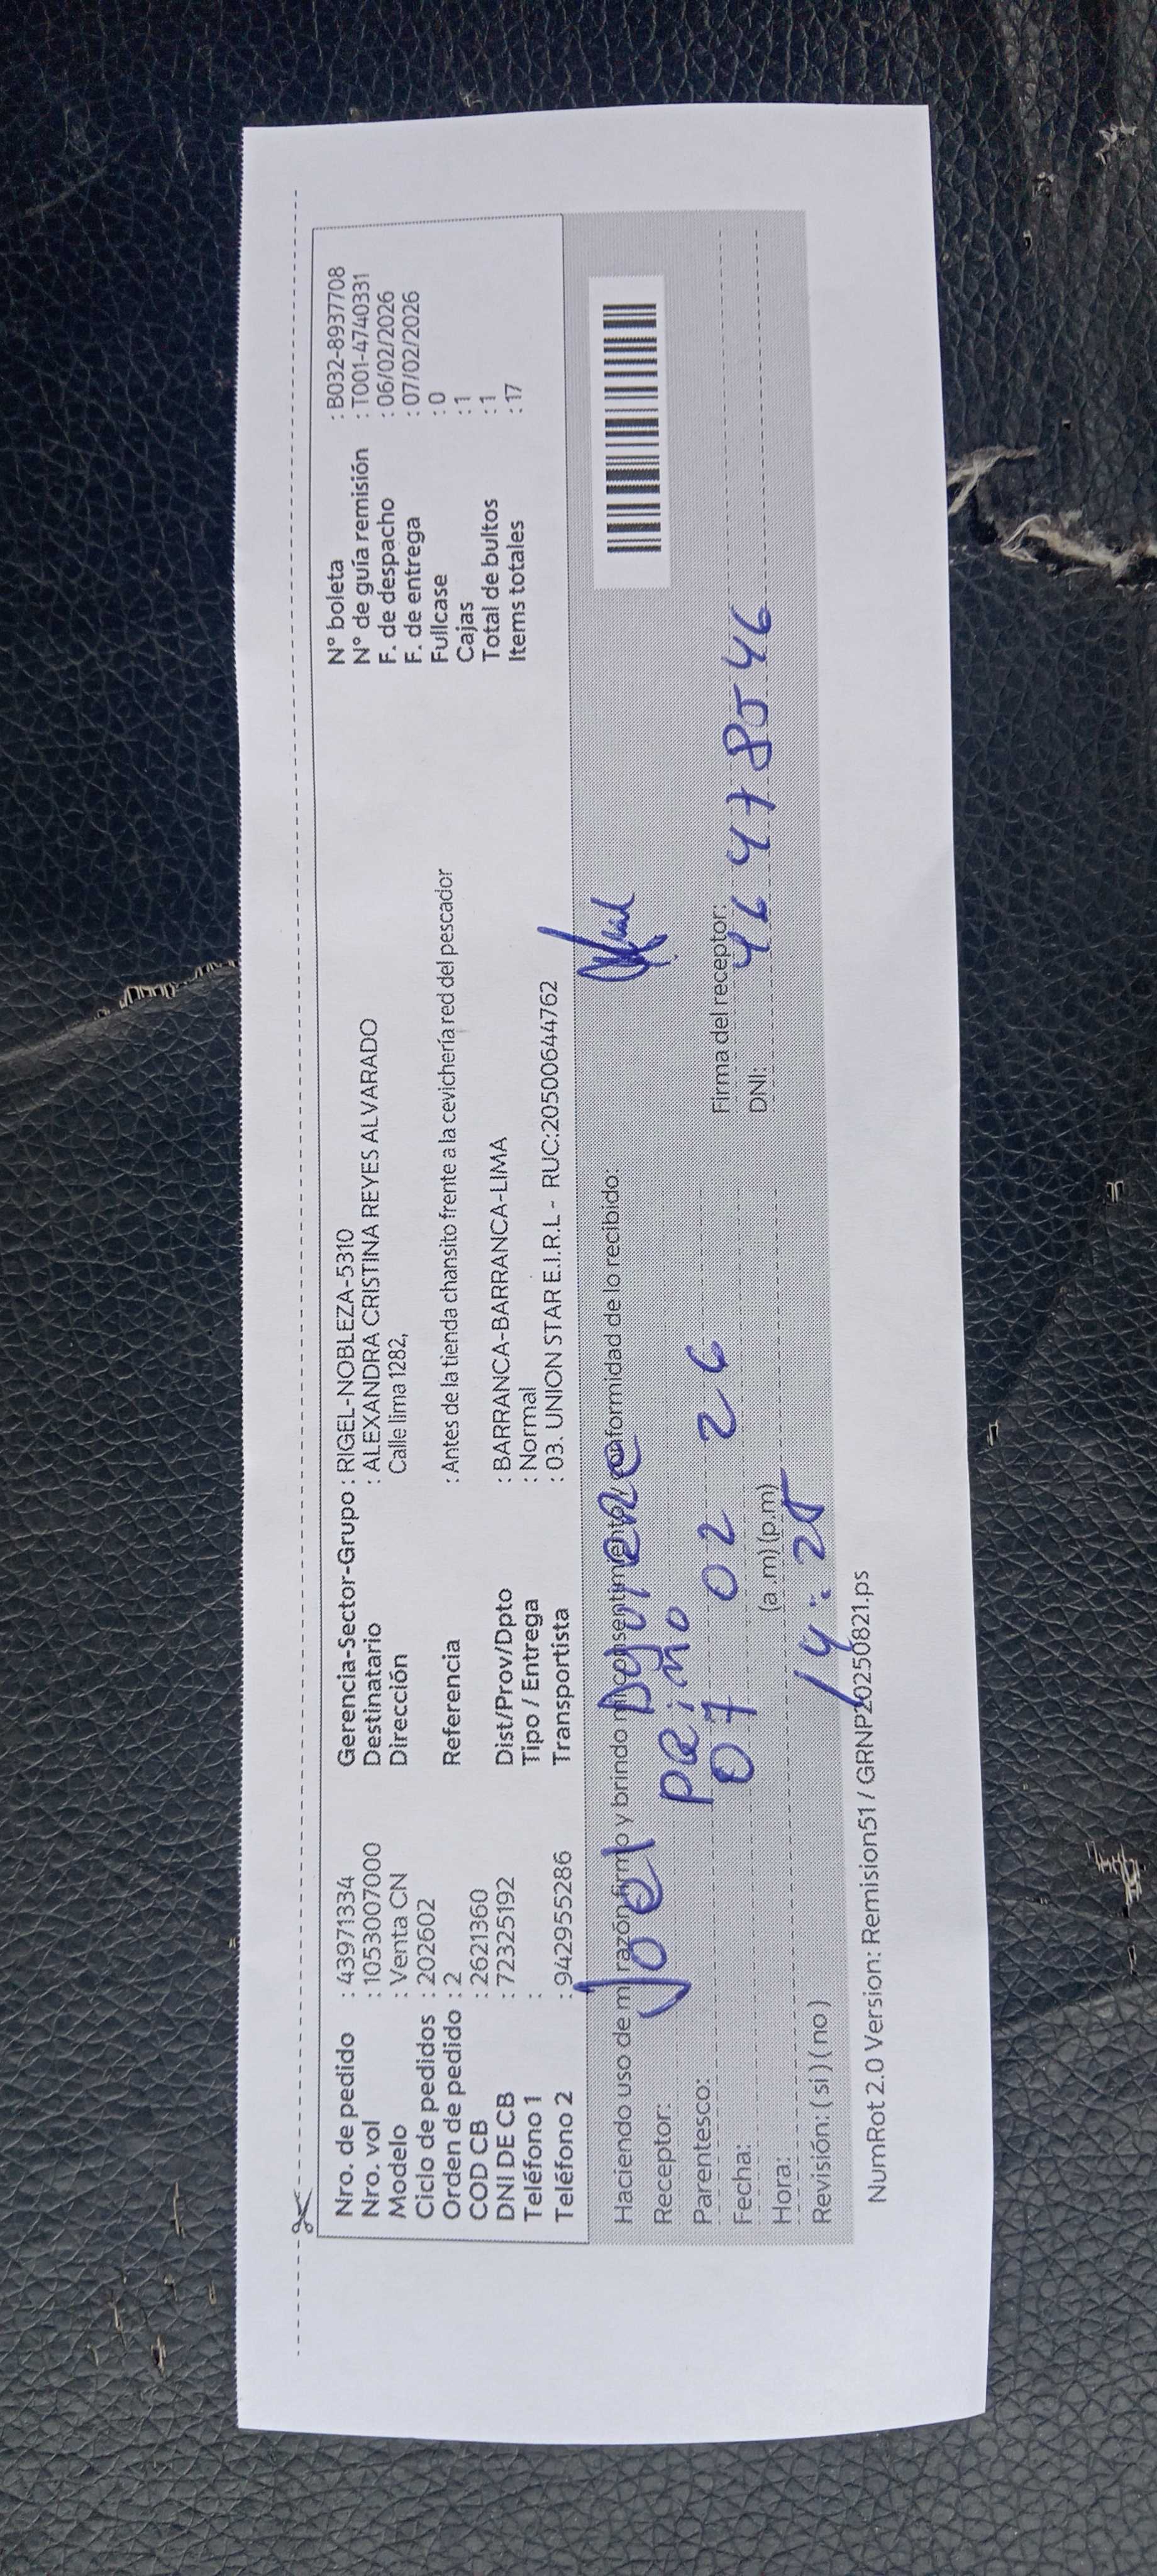 Nro. de pedido : 43971334
Nro. vol : 1053007000
Modelo : Venta CN
Ciclo de pedidos : 202602
Orden de pedido : 2
COD CB : 2621360
DNI DE CB : 72325192
Teléfono 1 :
Teléfono 2 : 942955286
Gerencia-Sector-Grupo : RIGEL-NOBLEZA-5310
Destinatario : ALEXANDRA CRISTINA REYES ALVARADO
Dirección Calle lima 1282,
Referencia : Antes de la tienda chansito frente a la cevichería red del pescador
Dist/Prov/Dpto : BARRANCA-BARRANCA-LIMA
Tipo / Entrega : Normal
Transportista : 03. UNION STAR E.I.R.L - RUC:20500644762
N° boleta : B032-8937708
N° de guía remisión : T001-4740331
F. de despacho : 06/02/2026
F. de entrega : 07/02/2026
Fullcase : 0
Cajas : 1
Total de bultos : 1
Items totales : 17
Haciendo uso de mi razón firmo y brindo mi consentimiento y conformidad de lo recibido:
Receptor: Joel
Parentesco: PRimo
Fecha: 07 02 26
Hora: 14:25 (a.m) (p.m)
Revisión: ( si ) ( no )
Firma del receptor:
DNI: 46478546
NumRot 2.0 Version: Remision51 / GRNP20250821.ps